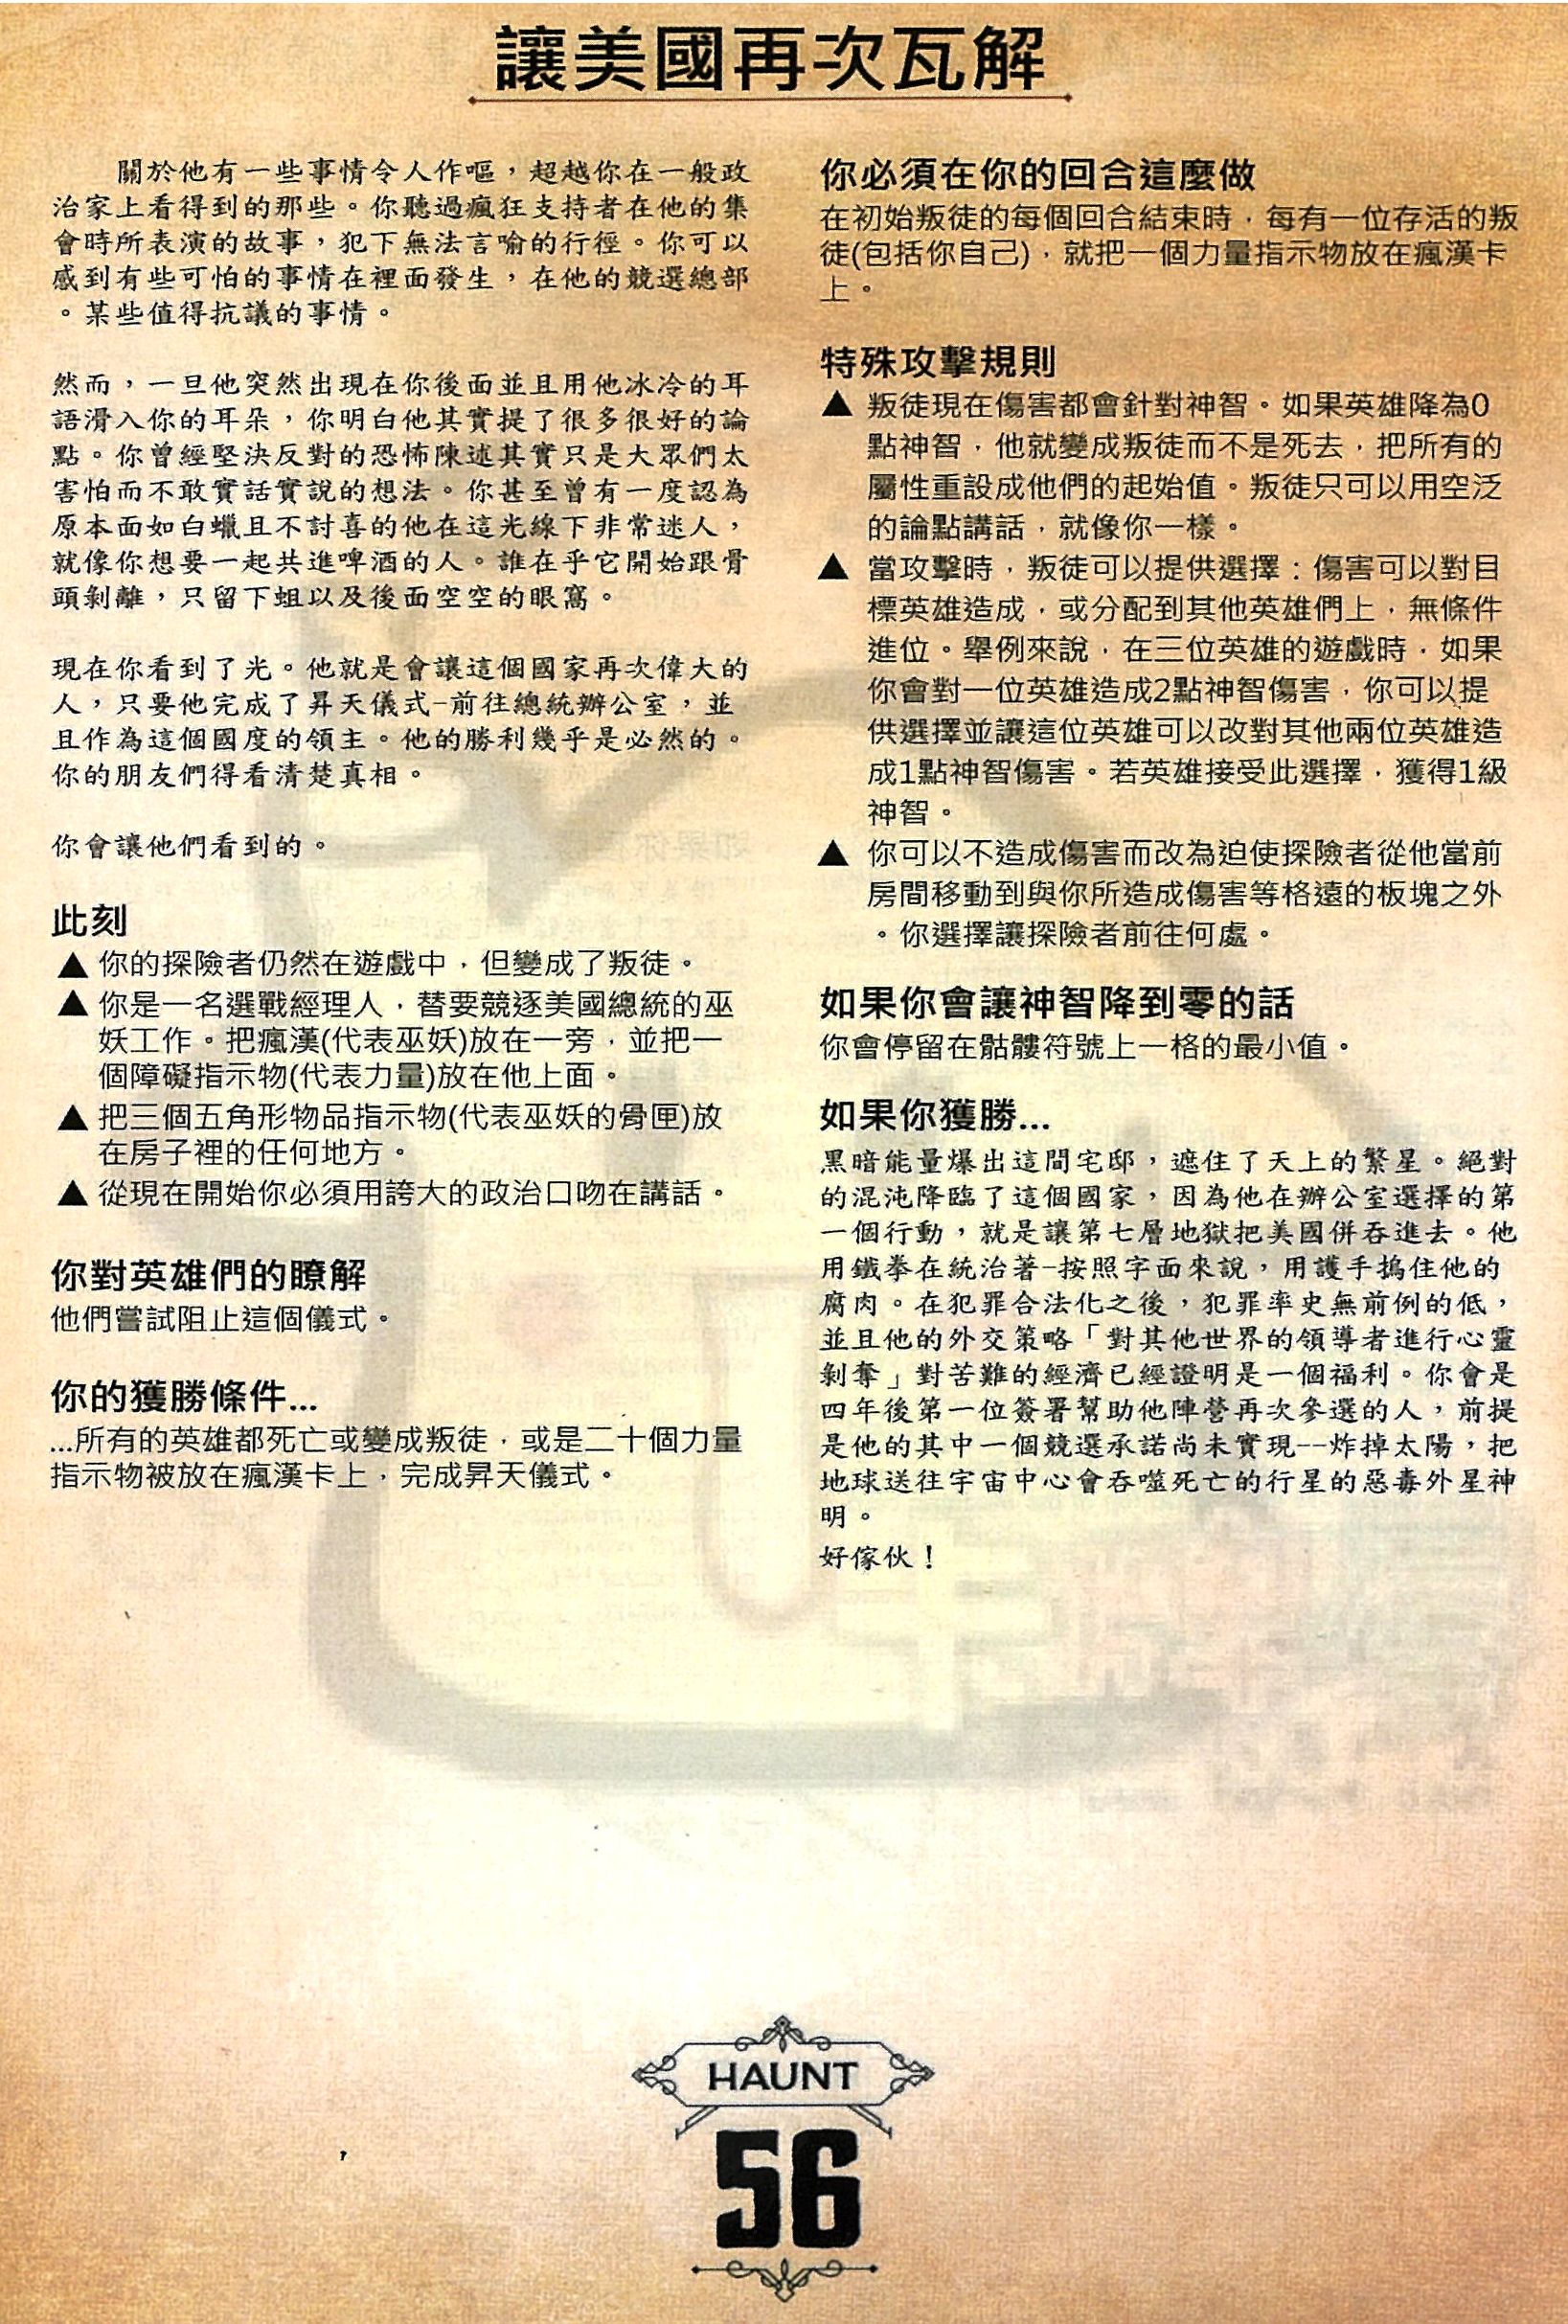 讓美國再次瓦解
關於他有一些事情令人作嘔，超越你在一般政
治家上看得到的那些。你聽過瘋狂支持者在他的集
會時所表演的故事，犯下無法言喻的行徑。你可以
感到有些可怕的事情在裡面發生，在他的競選總部
。某些值得抗議的事情。
然而，一旦他突然出現在你後面並且用他冰冷的耳
語滑入你的耳朵，你明白他其實提了很多很好的論
點。你曾經堅決反對的恐怖陳述其實只是大眾們太
害怕而不敢實話實說的想法。你甚至曾有一度認為
原本面如白蠟且不討喜的他在這光線下非常迷人，
就像你想要一起共進啤酒的人。誰在乎它開始跟骨
頭剝離，只留下蛆以及後面空空的眼窩。
現在你看到了光。他就是會讓這個國家再次偉大的
人，只要他完成了昇天儀式-前往總統辦公室，並
且作為這個國度的領主。他的勝利幾乎是必然的。
你的朋友們得看清楚真相。
你會讓他們看到的。
此刻
▲ 你的探險者仍然在遊戲中，但變成了叛徒。
▲ 你是一名選戰經理人，替要競逐美國總統的巫
妖工作。把瘋漢(代表巫妖)放在一旁，並把一
個障礙指示物(代表力量)放在他上面。
▲ 把三個五角形物品指示物(代表巫妖的骨匣)放
在房子裡的任何地方。
▲ 從現在開始你必須用誇大的政治口吻在講話。
你對英雄們的瞭解
他們嘗試阻止這個儀式。
你的獲勝條件...
...所有的英雄都死亡或變成叛徒，或是二十個力量
指示物被放在瘋漢卡上，完成昇天儀式。
你必須在你的回合這麼做
在初始叛徒的每個回合結束時，每有一位存活的叛
徒(包括你自己)，就把一個力量指示物放在瘋漢卡
上。
特殊攻擊規則
▲ 叛徒現在傷害都會針對神智。如果英雄降為0
點神智，他就變成叛徒而不是死去，把所有的
屬性重設成他們的起始值。叛徒只可以用空泛
的論點講話，就像你一樣。
▲ 當攻擊時，叛徒可以提供選擇：傷害可以對目
標英雄造成，或分配到其他英雄們上，無條件
進位。舉例來說，在三位英雄的遊戲時，如果
你會對一位英雄造成2點神智傷害，你可以提
供選擇並讓這位英雄可以改對其他兩位英雄造
成1點神智傷害。若英雄接受此選擇，獲得1級
神智。
▲ 你可以不造成傷害而改為迫使探險者從他當前
房間移動到與你所造成傷害等格遠的板塊之外
。你選擇讓探險者前往何處。
如果你會讓神智降到零的話
你會停留在骷髏符號上一格的最小值。
如果你獲勝...
黑暗能量爆出這間宅邸，遮住了天上的繁星。絕對
的混沌降臨了這個國家，因為他在辦公室選擇的第
一個行動，就是讓第七層地獄把美國併吞進去。他
用鐵拳在統治著-按照字面來說，用護手摀住他的
腐肉。在犯罪合法化之後，犯罪率史無前例的低，
並且他的外交策略「對其他世界的領導者進行心靈
剝奪」對苦難的經濟已經證明是一個福利。你會是
四年後第一位簽署幫助他陣營再次參選的人，前提
是他的其中一個競選承諾尚未實現--炸掉太陽，把
地球送往宇宙中心會吞噬死亡的行星的惡毒外星神
明。
好傢伙！
HAUNT
56